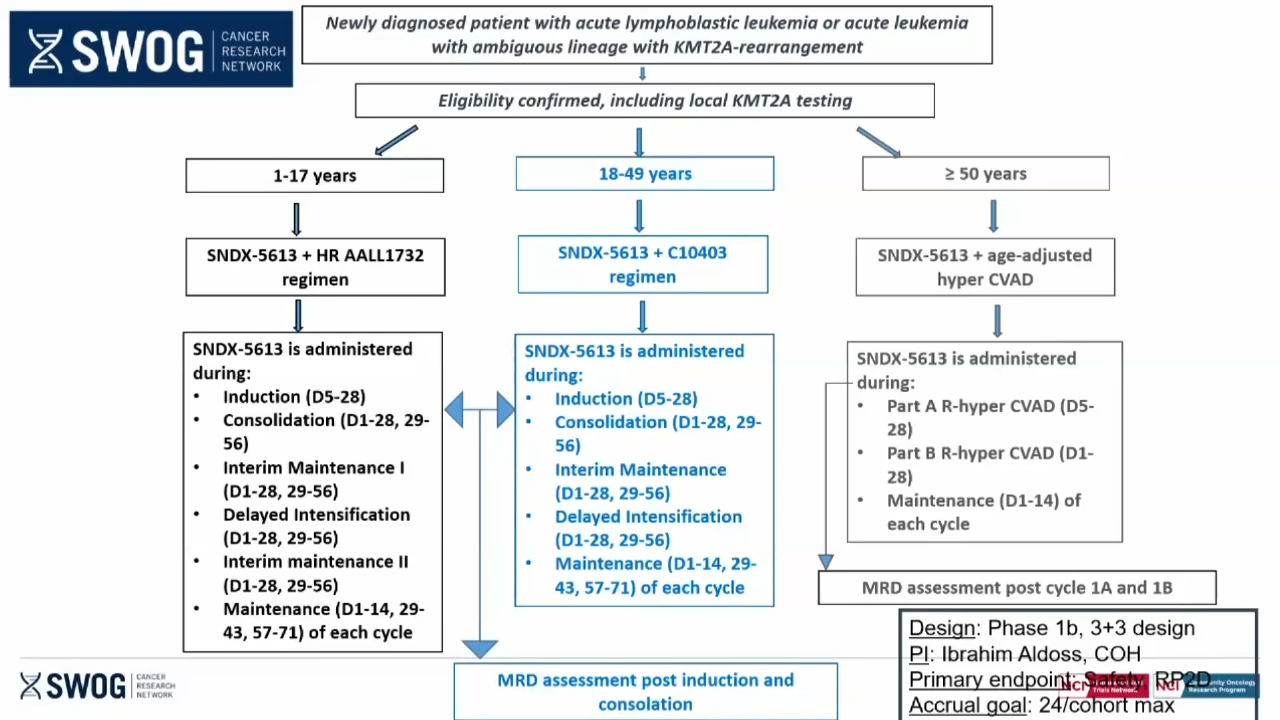 SWOG
CANCER
RESEARCH
NETWORK
Newly diagnosed patient with acute lymphoblastic leukemia or acute leukemia
with ambiguous lineage with KMT2A-rearrangement
Eligibility confirmed, including local KMT2A testing
1-17 years
18-49 years
≥ 50 years
SNDX-5613 + HR AALL1732
regimen
SNDX-5613 + C10403
regimen
SNDX-5613 + age-adjusted
hyper CVAD
SNDX-5613 is administered
during:
• Induction (D5-28)
• Consolidation (D1-28, 29-
56)
• Interim Maintenance I
(D1-28, 29-56)
• Delayed Intensification
(D1-28, 29-56)
• Interim maintenance II
(D1-28, 29-56)
• Maintenance (D1-14, 29-
43, 57-71) of each cycle
SNDX-5613 is administered
during:
• Induction (D5-28)
• Consolidation (D1-28, 29-
56)
• Interim Maintenance
(D1-28, 29-56)
• Delayed Intensification
(D1-28, 29-56)
• Maintenance (D1-14, 29-
43, 57-71) of each cycle
SNDX-5613 is administered
during:
• Part A R-hyper CVAD (D5-
28)
• Part B R-hyper CVAD (D1-
28)
• Maintenance (D1-14) of
each cycle
MRD assessment post cycle 1A and 1B
MRD assessment post induction and
consolation
Design: Phase 1b, 3+3 design
PI: Ibrahim Aldoss, COH
Primary endpoint: Safety, RP2D
Accrual goal: 24/cohort max
SWOG
CANCER
RESEARCH
NETWORK
NCI
Trials Network
NCI
Oncology
Research Program